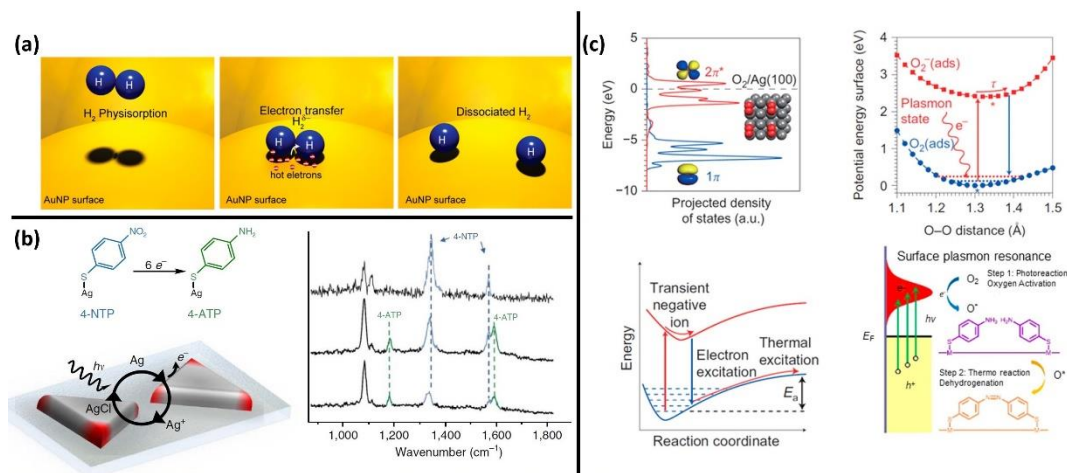 (a)
H H
H₂ Physisorption
AuNP surface
Electron transfer
H₂δ-
H H
hot eletrons
AuNP surface
Dissociated H₂
H
H
AuNP surface
(b)
NO₂
S
Ag
4-NTP
6 e⁻
NH₂
S
Ag
4-ATP
hν
Ag
e⁻
AgCl
Ag⁺
4-NTP
4-ATP
4-ATP
1,000 1,200 1,400 1,600 1,800
Wavenumber (cm⁻¹)
(c)
Energy (eV)
5
0
−5
−10
2π*
O₂/Ag(100)
1π
Projected density
of states (a.u.)
Potential energy surface (eV)
4
3
2
1
0
O₂⁻(ads)
τ
*
Plasmon
state
e⁻
O₂(ads)
1.1 1.2 1.3 1.4 1.5
O–O distance (Å)
Energy
Transient
negative
ion
Electron
excitation
Thermal
excitation
Eₐ
Reaction coordinate
Surface plasmon resonance
e⁻
O₂
O*
Step 1: Photoreaction
Oxygen Activation
hν
NH₂ H₂N
S
S
E_F
h⁺
Step 2: Thermo reaction
Dehydrogenation
O*
S
S